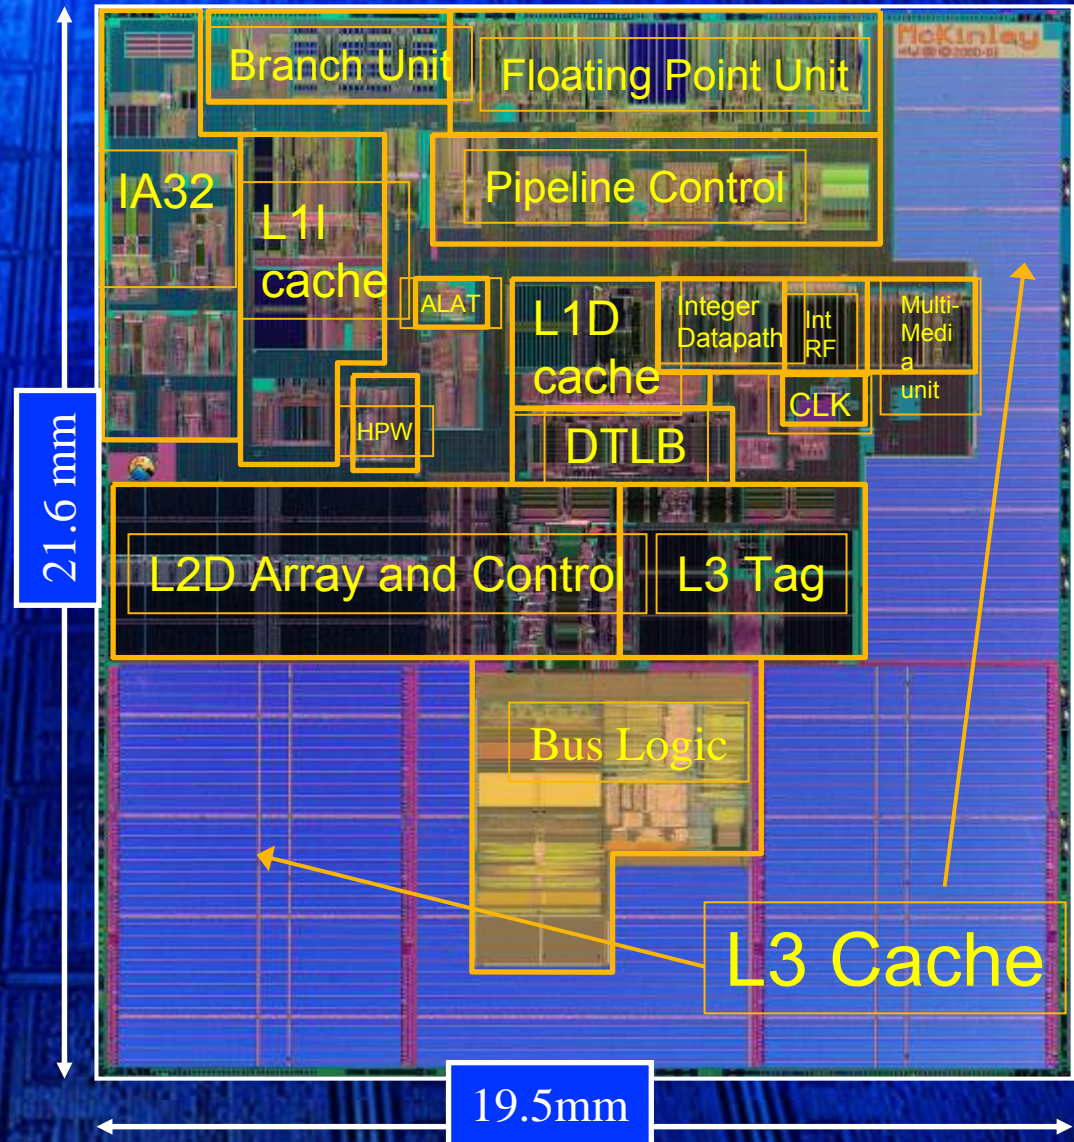 McKinley
Branch Unit
Floating Point Unit
IA32
Pipeline Control
L1I
cache
ALAT
L1D
cache
Integer
Datapath
Int
RF
Multi-
Medi
a
unit
CLK
HPW
DTLB
21.6 mm
L2D Array and Control
L3 Tag
Bus Logic
L3 Cache
19.5mm